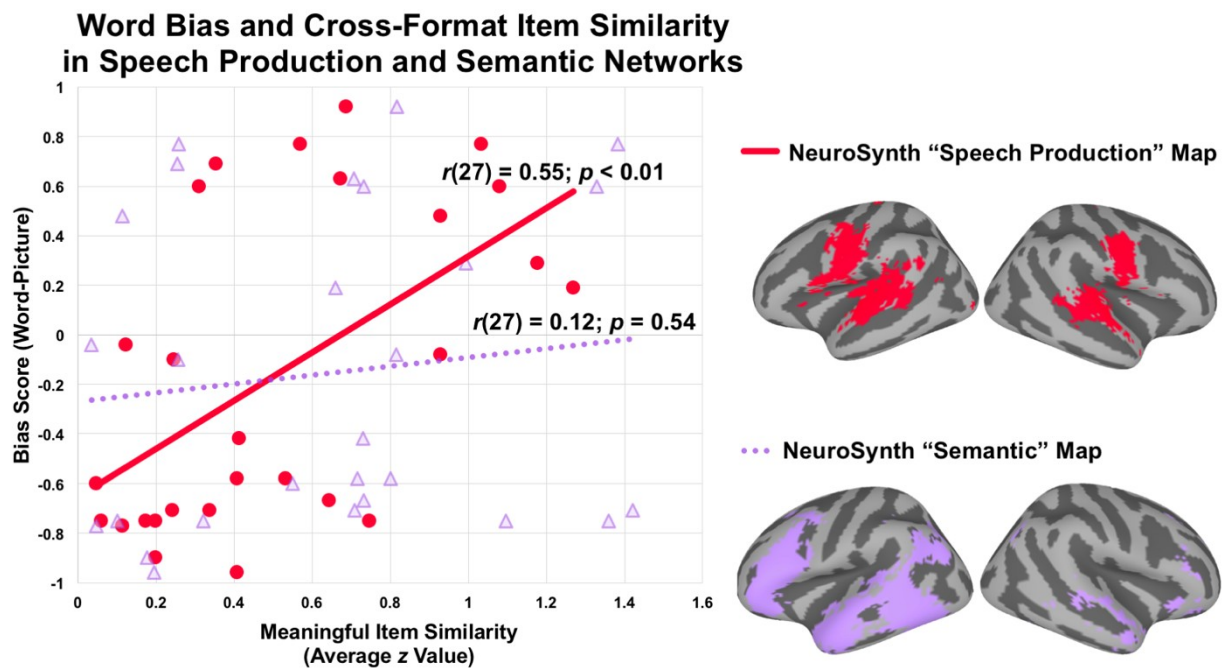 Word Bias and Cross-Format Item Similarity
in Speech Production and Semantic Networks
Bias Score (Word-Picture)
1
0.8
0.6
0.4
0.2
0
-0.2
-0.4
-0.6
-0.8
-1
r(27) = 0.55; p < 0.01
r(27) = 0.12; p = 0.54
0 0.2 0.4 0.6 0.8 1 1.2 1.4 1.6
Meaningful Item Similarity
(Average z Value)
NeuroSynth “Speech Production” Map
NeuroSynth “Semantic” Map